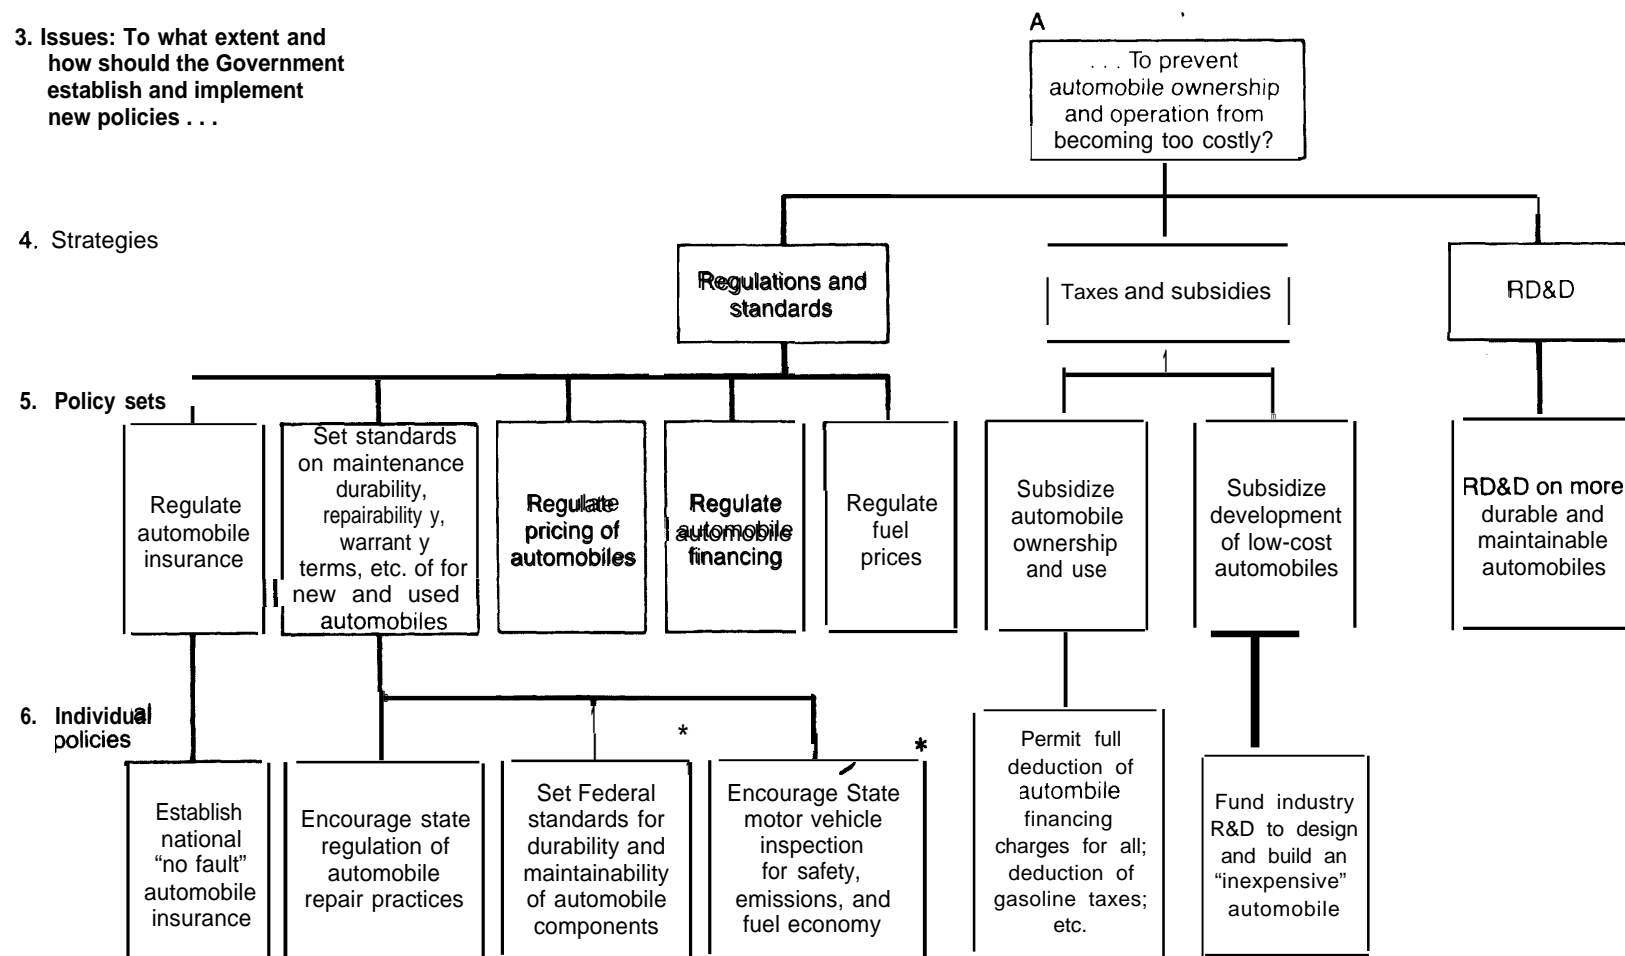 3. Issues: To what extent and
how should the Government
establish and implement
new policies . . .
A
. . . To prevent
automobile ownership
and operation from
becoming too costly?
4. Strategies
Regulations and
standards
Taxes and subsidies
RD&D
5. Policy sets
Regulate
automobile
insurance
Set standards
on maintenance
durability,
repairability y,
warrant y
terms, etc. of for
new and used
automobiles
Regulate
pricing of
automobiles
Regulate
automobile
financing
Regulate
fuel
prices
Subsidize
automobile
ownership
and use
Subsidize
development
of low-cost
automobiles
RD&D on more
durable and
maintainable
automobiles
6. Individual
policies
Establish
national
“no fault”
automobile
insurance
Encourage state
regulation of
automobile
repair practices
*
Set Federal
standards for
durability and
maintainability
of automobile
components
*
Encourage State
motor vehicle
inspection
for safety,
emissions, and
fuel economy
Permit full
deduction of
autombile
financing
charges for all;
deduction of
gasoline taxes;
etc.
Fund industry
R&D to design
and build an
“inexpensive”
automobile